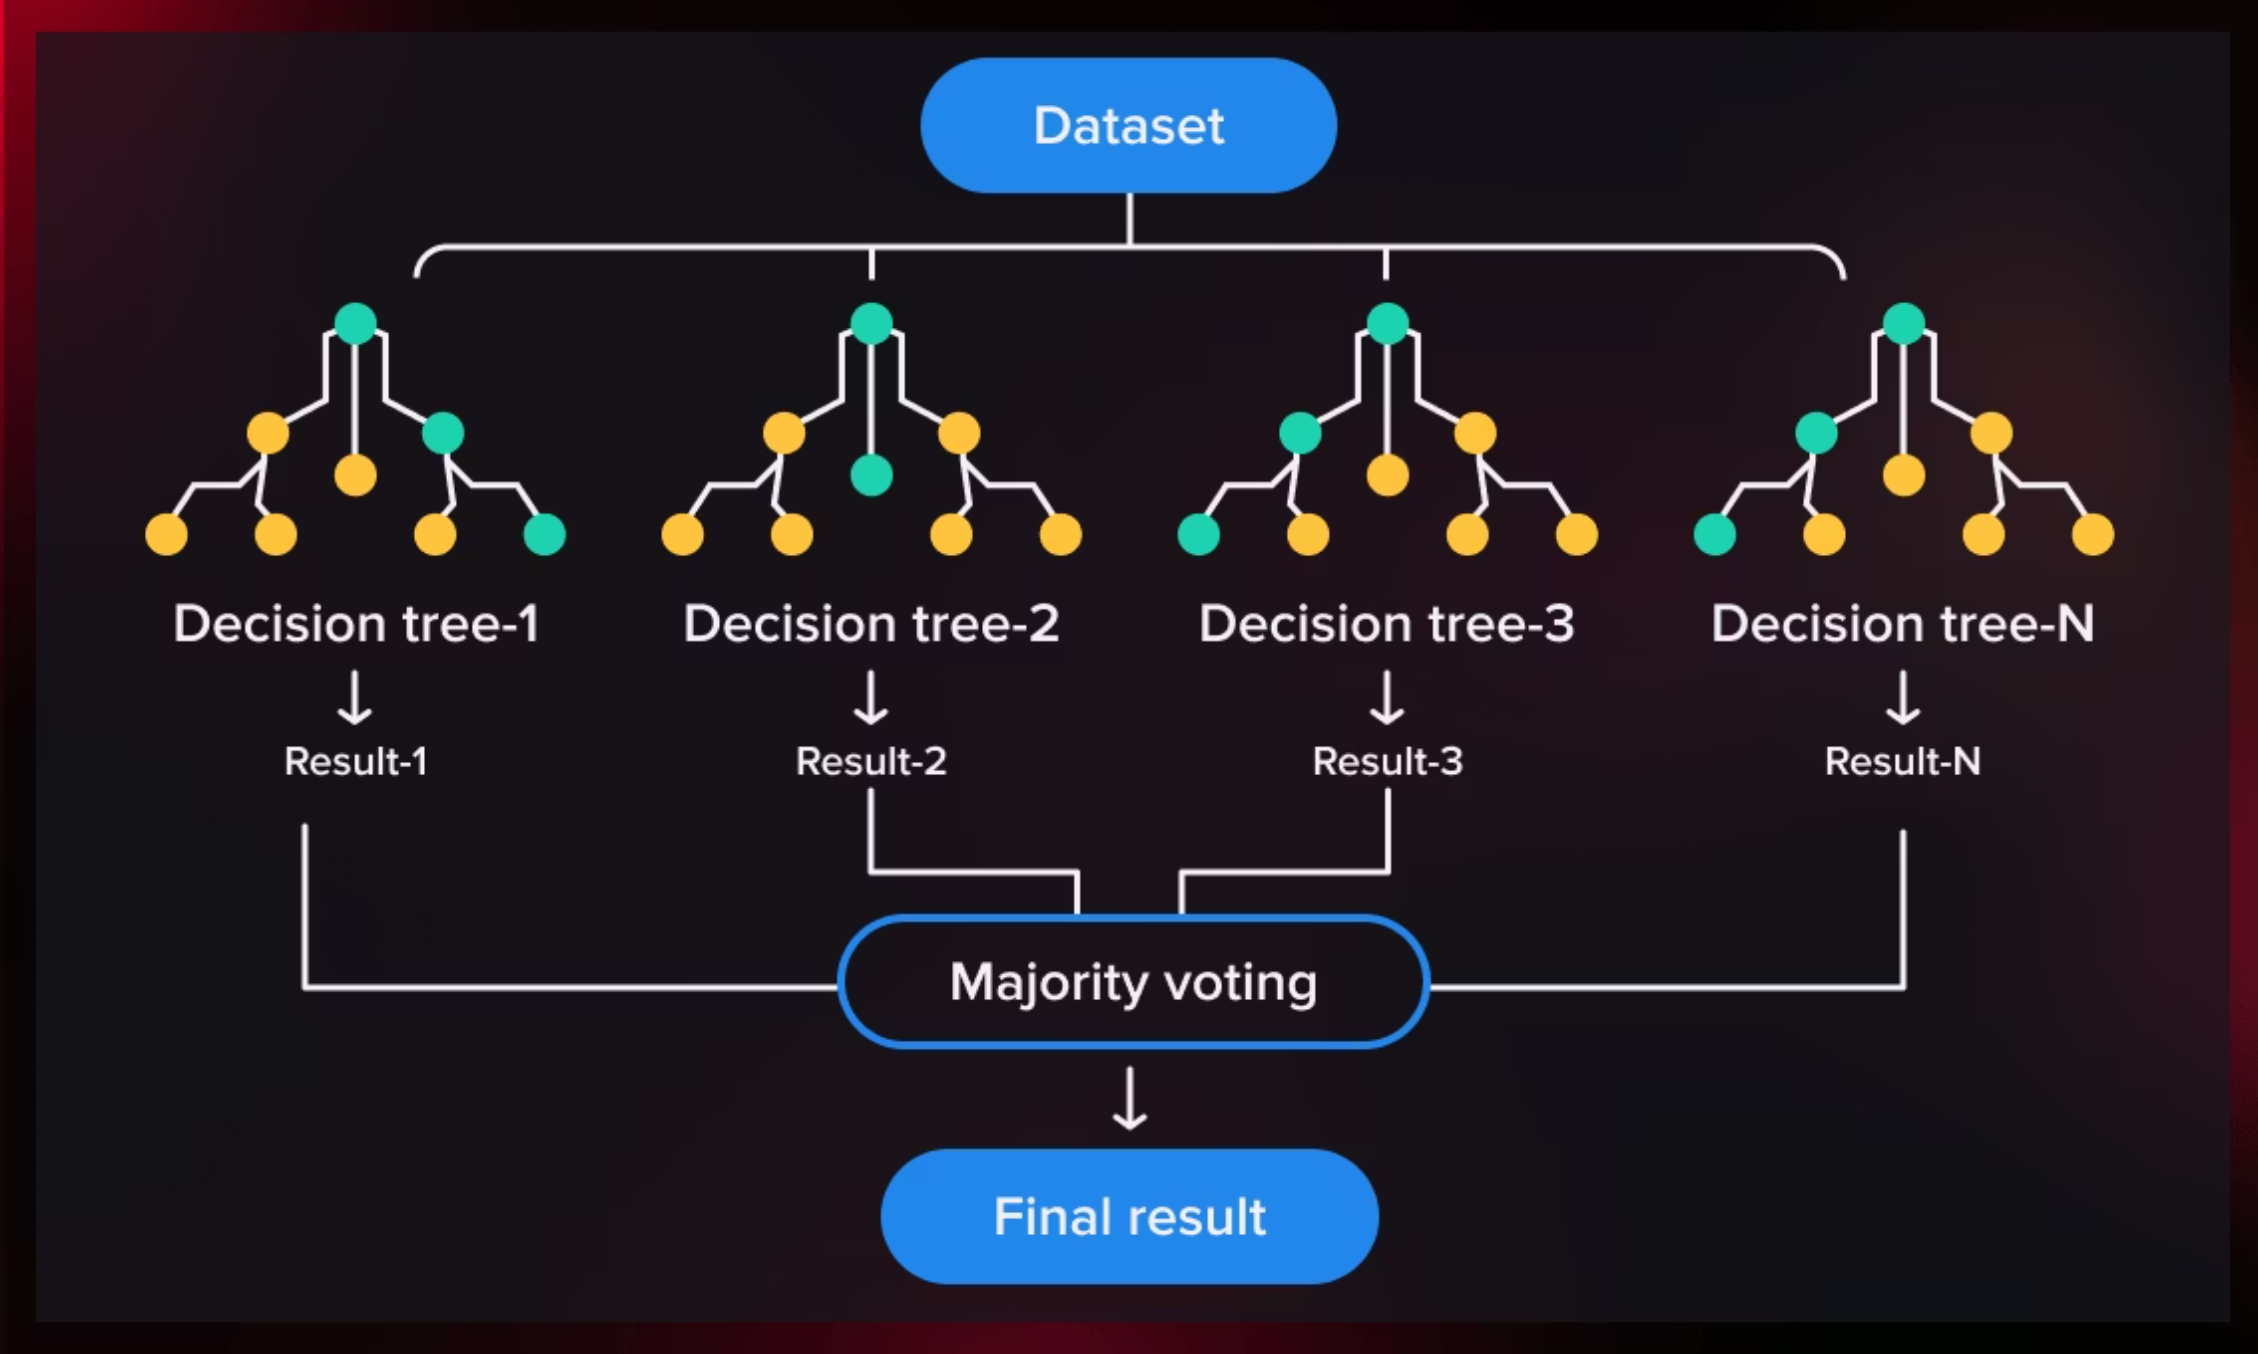 Dataset
Decision tree-1
Decision tree-2
Decision tree-3
Decision tree-N
Result-1
Result-2
Result-3
Result-N
Majority voting
Final result